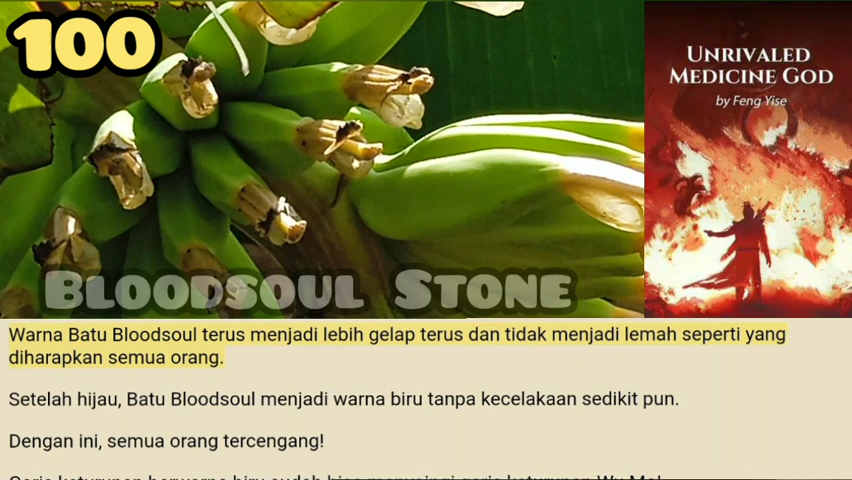 100
UNRIVALED
MEDICINE GOD
by Feng Yise
BLOODSOUL STONE
Warna Batu Bloodsoul terus menjadi lebih gelap terus dan tidak menjadi lemah seperti yang
diharapkan semua orang.
Setelah hijau, Batu Bloodsoul menjadi warna biru tanpa kecelakaan sedikit pun.
Dengan ini, semua orang tercengang!